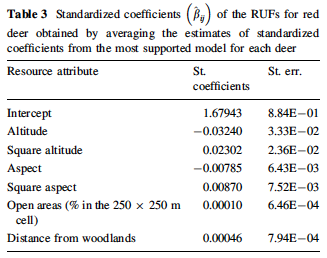 Table 3 Standardized coefficients (β̂ij) of the RUFs for red
deer obtained by averaging the estimates of standardized
coefficients from the most supported model for each deer
Resource attribute St. St. err.
coefficients
Intercept 1.67943 8.84E−01
Altitude −0.03240 3.33E−02
Square altitude 0.02302 2.36E−02
Aspect −0.00785 6.43E−03
Square aspect 0.00870 7.52E−03
Open areas (% in the 250 × 250 m 0.00010 6.46E−04
cell)
Distance from woodlands 0.00046 7.94E−04